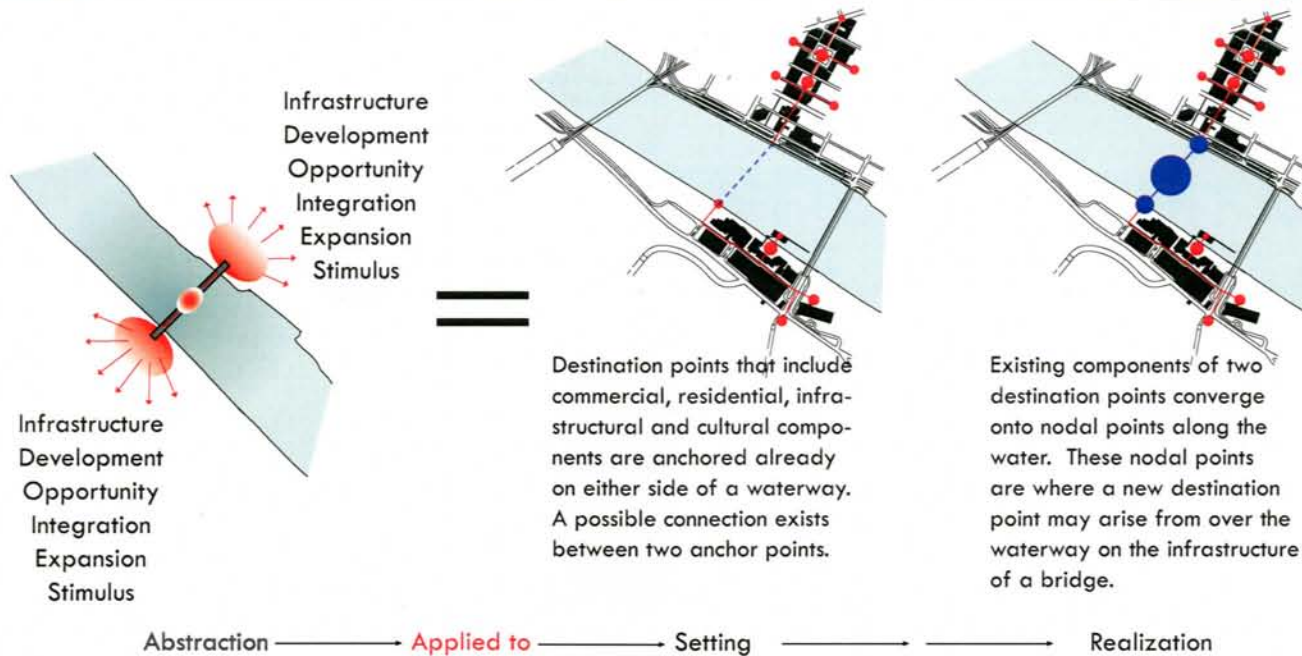 Infrastructure
Development
Opportunity
Integration
Expansion
Stimulus
Infrastructure
Development
Opportunity
Integration
Expansion
Stimulus
Destination points that include
commercial, residential, infra-
structural and cultural compo-
nents are anchored already
on either side of a waterway.
A possible connection exists
between two anchor points.
Existing components of two
destination points converge
onto nodal points along the
water. These nodal points
are where a new destination
point may arise from over the
waterway on the infrastructure
of a bridge.
Abstraction Applied to Setting Realization